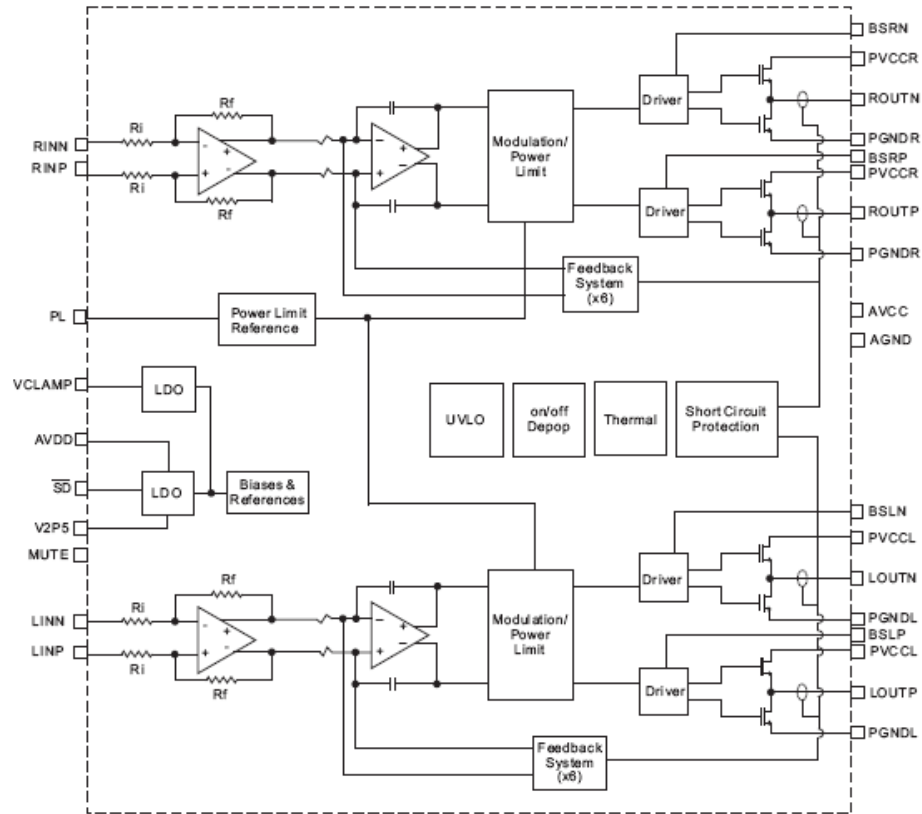 BSRN
PVCCR
Rf
Ri
Driver
ROUTN
RINN
Modulation/
Power
Limit
PGNDR
RINP
BSRP
PVCCR
Ri
Rf
Driver
ROUTP
Feedback
System
(x6)
PGNDR
PL
Power Limit
Reference
AVCC
AGND
VCLAMP
LDO
UVLO
on/off
Depop
Thermal
Short Circuit
Protection
AVDD
SD
LDO
Biases &
References
V2P5
BSLN
MUTE
PVCCL
Rf
Driver
LOUTN
Ri
LINN
Modulation/
Power
Limit
PGNDL
BSLP
LINP
PVCCL
Ri
Rf
Driver
LOUTP
PGNDL
Feedback
System
(x6)